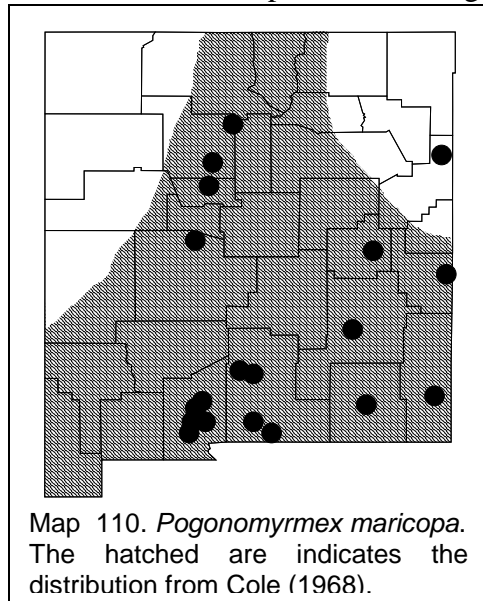 Map 110. Pogonomyrmex maricopa.
The hatched are indicates the
distribution from Cole (1968).